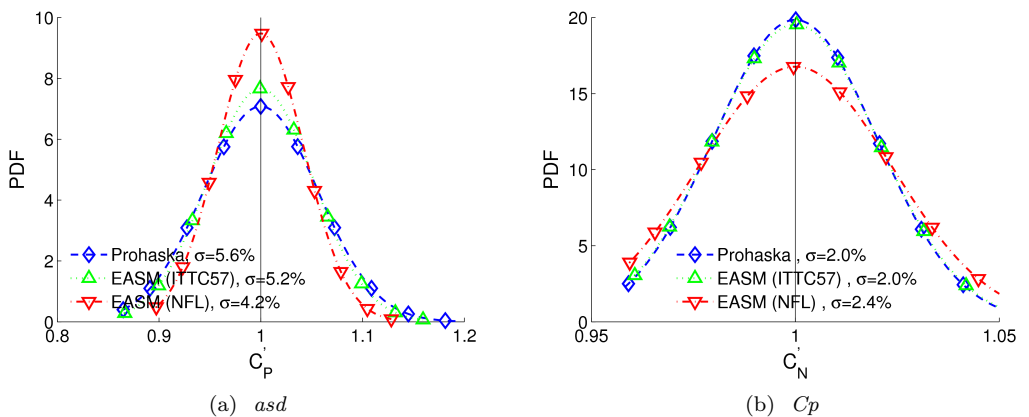 10
8
6
4
2
0
PDF
0.8
0.9
1
1.1
1.2
C'P
Prohaska, σ=5.6%
EASM (ITTC57), σ=5.2%
EASM (NFL), σ=4.2%
(a) asd
20
15
10
5
0
PDF
0.95
1
1.05
C'N
Prohaska , σ=2.0%
EASM (ITTC57) , σ=2.0%
EASM (NFL) , σ=2.4%
(b) Cp